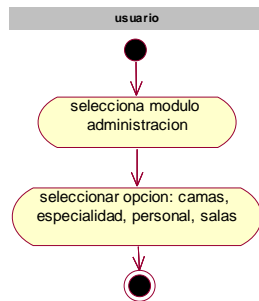 usuario
selecciona modulo
administracion
seleccionar opcion: camas,
especialidad, personal, salas